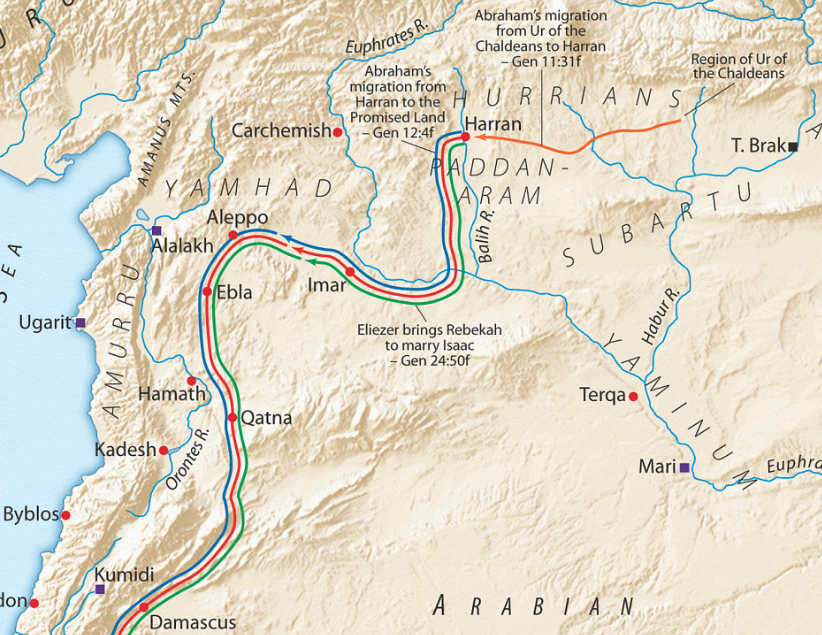 U R
Euphrates R.
Abraham's migration
from Ur of the
Chaldeans to Harran
– Gen 11:31f
Region of Ur of
the Chaldeans
Abraham's
migration from
Harran to the
Promised Land
– Gen 12:4f
HURRIANS
AMANUS MTS.
Carchemish
Harran
T. Brak
A
PADDAN-
ARAM
YAMHAD
SUBARTU
Aleppo
Alalakh
Balih R.
SEA
Imar
Ebla
AMURRU
Ugarit
Eliezer brings Rebekah
to marry Isaac
– Gen 24:50f
Habur R.
YAMINUM
Hamath
Terqa
Qatna
Kadesh
Orontes R.
Mari
Euphra
Byblos
Kumidi
don
Damascus
ARABIAN